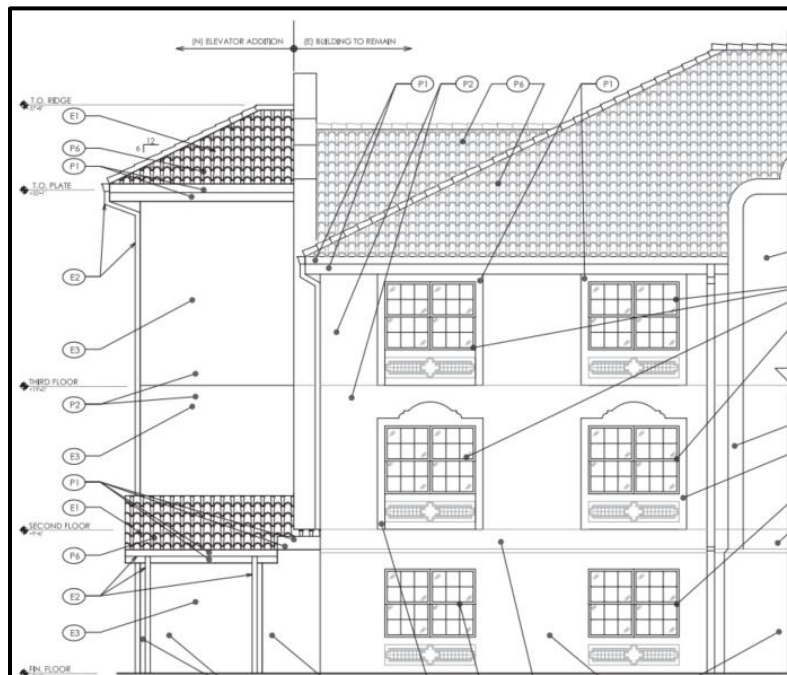 (N) ELEVATOR ADDITION
(E) BUILDING TO REMAIN
P1
P2
P6
P1
T.O. RIDGE
E1
12
6
P6
P1
T.O. PLATE
E2
E3
THIRD FLOOR
P2
E3
P1
E1
SECOND FLOOR
P6
E2
E3
FIN. FLOOR